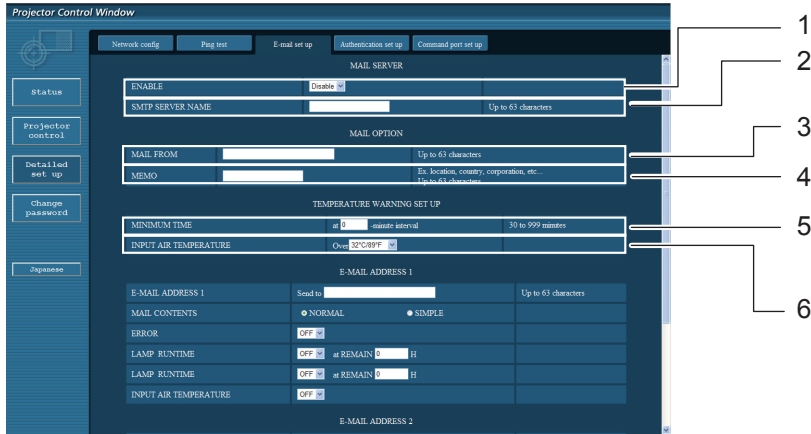 Projector Control Window
Network config Ping test E-mail set up Authentication set up Command port set up
MAIL SERVER
ENABLE Disable
SMTP SERVER NAME Up to 63 characters
MAIL OPTION
MAIL FROM Up to 63 characters
MEMO Ex. location, country, corporation, etc...
Up to 63 characters
TEMPERATURE WARNING SET UP
MINIMUM TIME at 0 -minute interval 30 to 999 minutes
INPUT AIR TEMPERATURE Over 32°C/89°F
E-MAIL ADDRESS 1
E-MAIL ADDRESS 1 Send to Up to 63 characters
MAIL CONTENTS NORMAL SIMPLE
ERROR OFF
LAMP RUNTIME OFF at REMAIN 0 H
LAMP RUNTIME OFF at REMAIN 0 H
INPUT AIR TEMPERATURE OFF
E-MAIL ADDRESS 2
Status
Projector
control
Detailed
set up
Change
password
Japanese
1
2
3
4
5
6